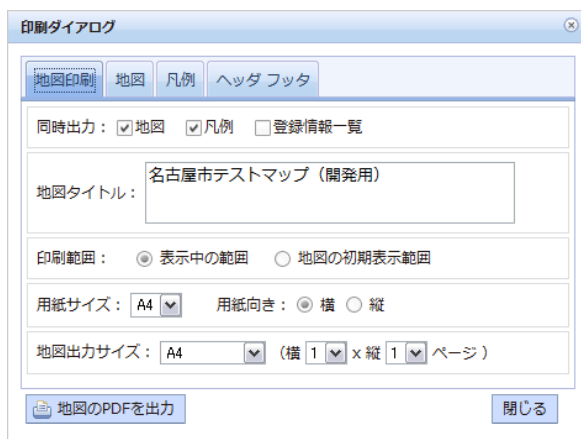 印刷ダイアログ
地図印刷 地図 凡例 ヘッダ フッタ
同時出力： 地図 凡例 登録情報一覧
地図タイトル： 名古屋市テストマップ（開発用）
印刷範囲： 表示中の範囲 地図の初期表示範囲
用紙サイズ： A4 用紙向き： 横 縦
地図出力サイズ： A4 （横 1 x 縦 1 ページ ）
地図のPDFを出力 閉じる